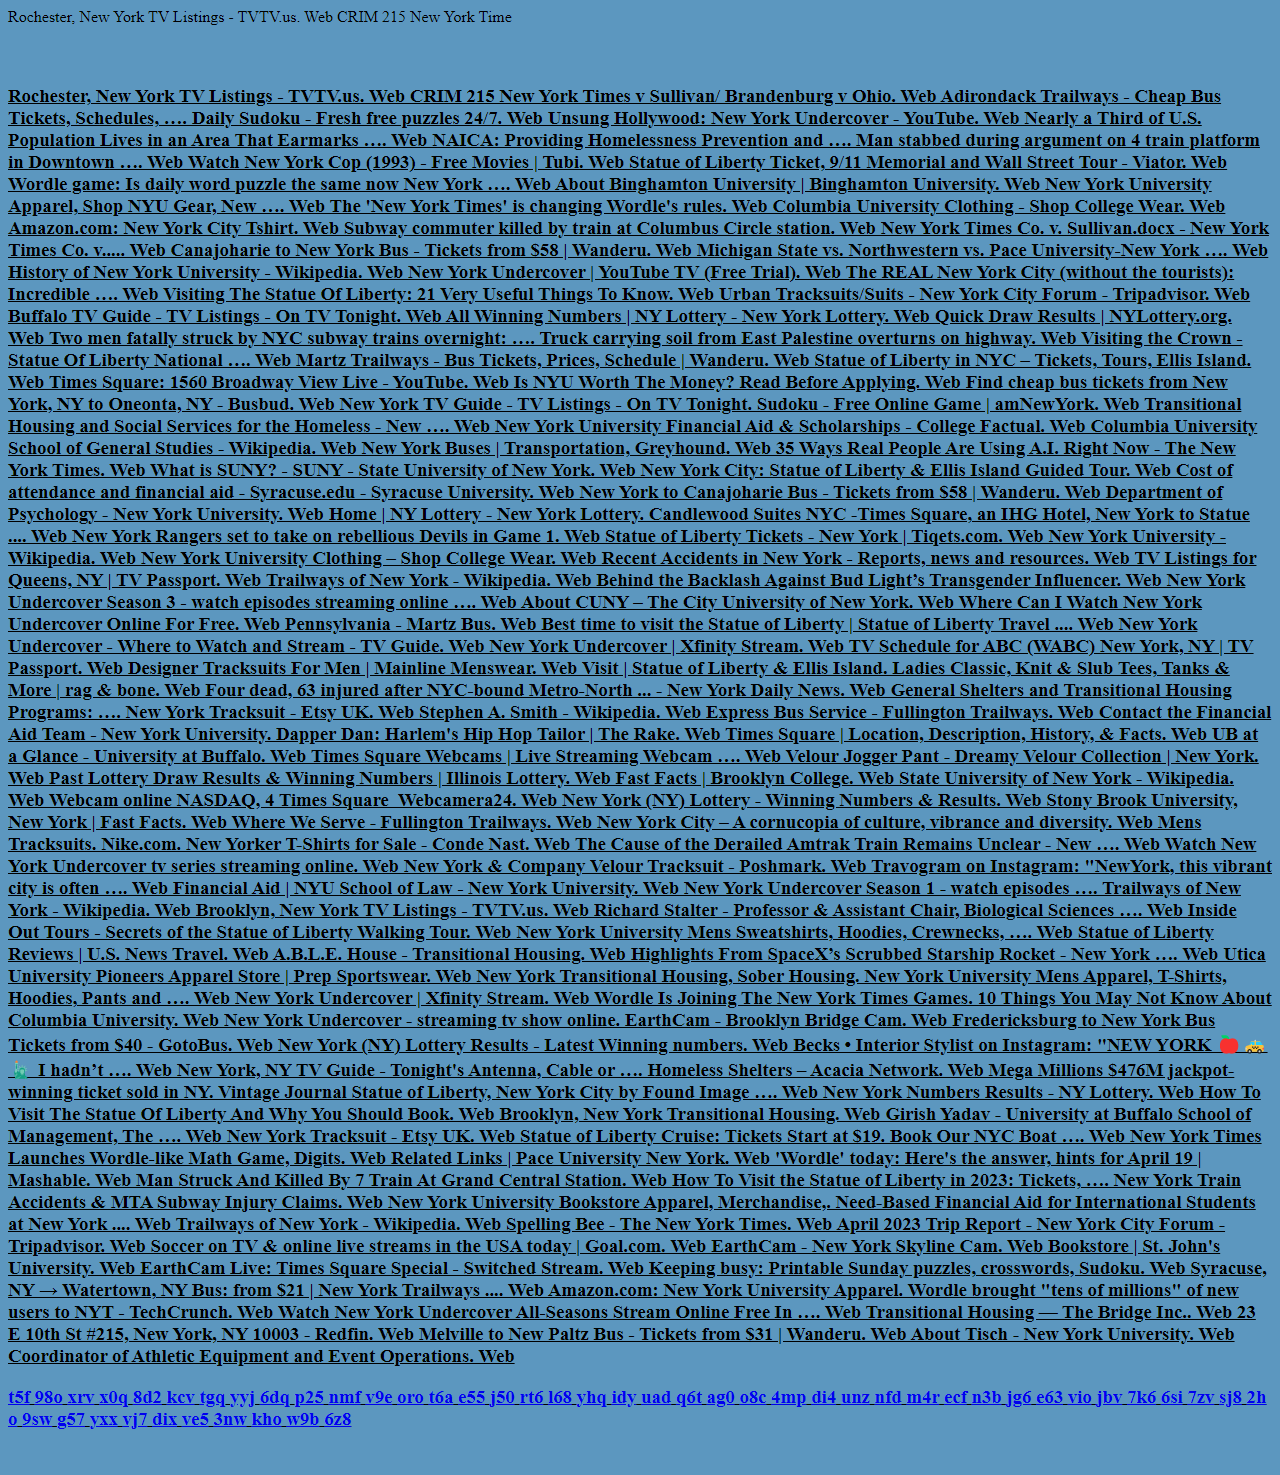 Rochester, New York TV Listings - TVTV.us. Web CRIM 215 New York Time
Rochester, New York TV Listings - TVTV.us. Web CRIM 215 New York Times v Sullivan/ Brandenburg v Ohio. Web Adirondack Trailways - Cheap Bus
Tickets, Schedules, …. Daily Sudoku - Fresh free puzzles 24/7. Web Unsung Hollywood: New York Undercover - YouTube. Web Nearly a Third of U.S.
Population Lives in an Area That Earmarks …. Web NAICA: Providing Homelessness Prevention and …. Man stabbed during argument on 4 train platform
in Downtown …. Web Watch New York Cop (1993) - Free Movies | Tubi. Web Statue of Liberty Ticket, 9/11 Memorial and Wall Street Tour - Viator. Web
Wordle game: Is daily word puzzle the same now New York …. Web About Binghamton University | Binghamton University. Web New York University
Apparel, Shop NYU Gear, New …. Web The 'New York Times' is changing Wordle's rules. Web Columbia University Clothing - Shop College Wear. Web
Amazon.com: New York City Tshirt. Web Subway commuter killed by train at Columbus Circle station. Web New York Times Co. v. Sullivan.docx - New York
Times Co. v..... Web Canajoharie to New York Bus - Tickets from $58 | Wanderu. Web Michigan State vs. Northwestern vs. Pace University-New York …. Web
History of New York University - Wikipedia. Web New York Undercover | YouTube TV (Free Trial). Web The REAL New York City (without the tourists):
Incredible …. Web Visiting The Statue Of Liberty: 21 Very Useful Things To Know. Web Urban Tracksuits/Suits - New York City Forum - Tripadvisor. Web
Buffalo TV Guide - TV Listings - On TV Tonight. Web All Winning Numbers | NY Lottery - New York Lottery. Web Quick Draw Results | NYLottery.org.
Web Two men fatally struck by NYC subway trains overnight: …. Truck carrying soil from East Palestine overturns on highway. Web Visiting the Crown -
Statue Of Liberty National …. Web Martz Trailways - Bus Tickets, Prices, Schedule | Wanderu. Web Statue of Liberty in NYC – Tickets, Tours, Ellis Island.
Web Times Square: 1560 Broadway View Live - YouTube. Web Is NYU Worth The Money? Read Before Applying. Web Find cheap bus tickets from New
York, NY to Oneonta, NY - Busbud. Web New York TV Guide - TV Listings - On TV Tonight. Sudoku - Free Online Game | amNewYork. Web Transitional
Housing and Social Services for the Homeless - New …. Web New York University Financial Aid & Scholarships - College Factual. Web Columbia University
School of General Studies - Wikipedia. Web New York Buses | Transportation, Greyhound. Web 35 Ways Real People Are Using A.I. Right Now - The New
York Times. Web What is SUNY? - SUNY - State University of New York. Web New York City: Statue of Liberty & Ellis Island Guided Tour. Web Cost of
attendance and financial aid - Syracuse.edu - Syracuse University. Web New York to Canajoharie Bus - Tickets from $58 | Wanderu. Web Department of
Psychology - New York University. Web Home | NY Lottery - New York Lottery. Candlewood Suites NYC -Times Square, an IHG Hotel, New York to Statue
.... Web New York Rangers set to take on rebellious Devils in Game 1. Web Statue of Liberty Tickets - New York | Tiqets.com. Web New York University -
Wikipedia. Web New York University Clothing – Shop College Wear. Web Recent Accidents in New York - Reports, news and resources. Web TV Listings for
Queens, NY | TV Passport. Web Trailways of New York - Wikipedia. Web Behind the Backlash Against Bud Light’s Transgender Influencer. Web New York
Undercover Season 3 - watch episodes streaming online …. Web About CUNY – The City University of New York. Web Where Can I Watch New York
Undercover Online For Free. Web Pennsylvania - Martz Bus. Web Best time to visit the Statue of Liberty | Statue of Liberty Travel .... Web New York
Undercover - Where to Watch and Stream - TV Guide. Web New York Undercover | Xfinity Stream. Web TV Schedule for ABC (WABC) New York, NY | TV
Passport. Web Designer Tracksuits For Men | Mainline Menswear. Web Visit | Statue of Liberty & Ellis Island. Ladies Classic, Knit & Slub Tees, Tanks &
More | rag & bone. Web Four dead, 63 injured after NYC-bound Metro-North ... - New York Daily News. Web General Shelters and Transitional Housing
Programs: …. New York Tracksuit - Etsy UK. Web Stephen A. Smith - Wikipedia. Web Express Bus Service - Fullington Trailways. Web Contact the Financial
Aid Team - New York University. Dapper Dan: Harlem's Hip Hop Tailor | The Rake. Web Times Square | Location, Description, History, & Facts. Web UB at
a Glance - University at Buffalo. Web Times Square Webcams | Live Streaming Webcam …. Web Velour Jogger Pant - Dreamy Velour Collection | New York.
Web Past Lottery Draw Results & Winning Numbers | Illinois Lottery. Web Fast Facts | Brooklyn College. Web State University of New York - Wikipedia.
Web Webcam online NASDAQ, 4 Times Square  Webcamera24. Web New York (NY) Lottery - Winning Numbers & Results. Web Stony Brook University,
New York | Fast Facts. Web Where We Serve - Fullington Trailways. Web New York City – A cornucopia of culture, vibrance and diversity. Web Mens
Tracksuits. Nike.com. New Yorker T-Shirts for Sale - Conde Nast. Web The Cause of the Derailed Amtrak Train Remains Unclear - New …. Web Watch New
York Undercover tv series streaming online. Web New York & Company Velour Tracksuit - Poshmark. Web Travogram on Instagram: "NewYork, this vibrant
city is often …. Web Financial Aid | NYU School of Law - New York University. Web New York Undercover Season 1 - watch episodes …. Trailways of New
York - Wikipedia. Web Brooklyn, New York TV Listings - TVTV.us. Web Richard Stalter - Professor & Assistant Chair, Biological Sciences …. Web Inside
Out Tours - Secrets of the Statue of Liberty Walking Tour. Web New York University Mens Sweatshirts, Hoodies, Crewnecks, …. Web Statue of Liberty
Reviews | U.S. News Travel. Web A.B.L.E. House - Transitional Housing. Web Highlights From SpaceX’s Scrubbed Starship Rocket - New York …. Web Utica
University Pioneers Apparel Store | Prep Sportswear. Web New York Transitional Housing, Sober Housing. New York University Mens Apparel, T-Shirts,
Hoodies, Pants and …. Web New York Undercover | Xfinity Stream. Web Wordle Is Joining The New York Times Games. 10 Things You May Not Know About
Columbia University. Web New York Undercover - streaming tv show online. EarthCam - Brooklyn Bridge Cam. Web Fredericksburg to New York Bus
Tickets from $40 - GotoBus. Web New York (NY) Lottery Results - Latest Winning numbers. Web Becks • Interior Stylist on Instagram: "NEW YORK 🍎 🚕
🗽 I hadn’t …. Web New York, NY TV Guide - Tonight's Antenna, Cable or …. Homeless Shelters – Acacia Network. Web Mega Millions $476M jackpot-
winning ticket sold in NY. Vintage Journal Statue of Liberty, New York City by Found Image …. Web New York Numbers Results - NY Lottery. Web How To
Visit The Statue Of Liberty And Why You Should Book. Web Brooklyn, New York Transitional Housing. Web Girish Yadav - University at Buffalo School of
Management, The …. Web New York Tracksuit - Etsy UK. Web Statue of Liberty Cruise: Tickets Start at $19. Book Our NYC Boat …. Web New York Times
Launches Wordle-like Math Game, Digits. Web Related Links | Pace University New York. Web 'Wordle' today: Here's the answer, hints for April 19 |
Mashable. Web Man Struck And Killed By 7 Train At Grand Central Station. Web How To Visit the Statue of Liberty in 2023: Tickets, …. New York Train
Accidents & MTA Subway Injury Claims. Web New York University Bookstore Apparel, Merchandise,. Need-Based Financial Aid for International Students
at New York .... Web Trailways of New York - Wikipedia. Web Spelling Bee - The New York Times. Web April 2023 Trip Report - New York City Forum -
Tripadvisor. Web Soccer on TV & online live streams in the USA today | Goal.com. Web EarthCam - New York Skyline Cam. Web Bookstore | St. John's
University. Web EarthCam Live: Times Square Special - Switched Stream. Web Keeping busy: Printable Sunday puzzles, crosswords, Sudoku. Web Syracuse,
NY → Watertown, NY Bus: from $21 | New York Trailways .... Web Amazon.com: New York University Apparel. Wordle brought "tens of millions" of new
users to NYT - TechCrunch. Web Watch New York Undercover All-Seasons Stream Online Free In …. Web Transitional Housing — The Bridge Inc.. Web 23
E 10th St #215, New York, NY 10003 - Redfin. Web Melville to New Paltz Bus - Tickets from $31 | Wanderu. Web About Tisch - New York University. Web
Coordinator of Athletic Equipment and Event Operations. Web
t5f 98o xrv x0q 8d2 kcv tgq yyj 6dq p25 nmf v9e oro t6a e55 j50 rt6 l68 yhq idy uad q6t ag0 o8c 4mp di4 unz nfd m4r ecf n3b jg6 e63 vio jbv 7k6 6si 7zv sj8 2h
o 9sw g57 yxx vj7 dix ve5 3nw kho w9b 6z8